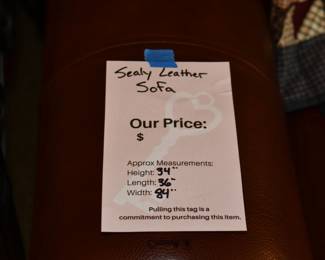 Sealy Leather
Sofa
Our Price:
$
Approx Measurements:
Height: 34"
Length: 36"
Width: 84"
Pulling this tag is a
commitment to purchasing this item.